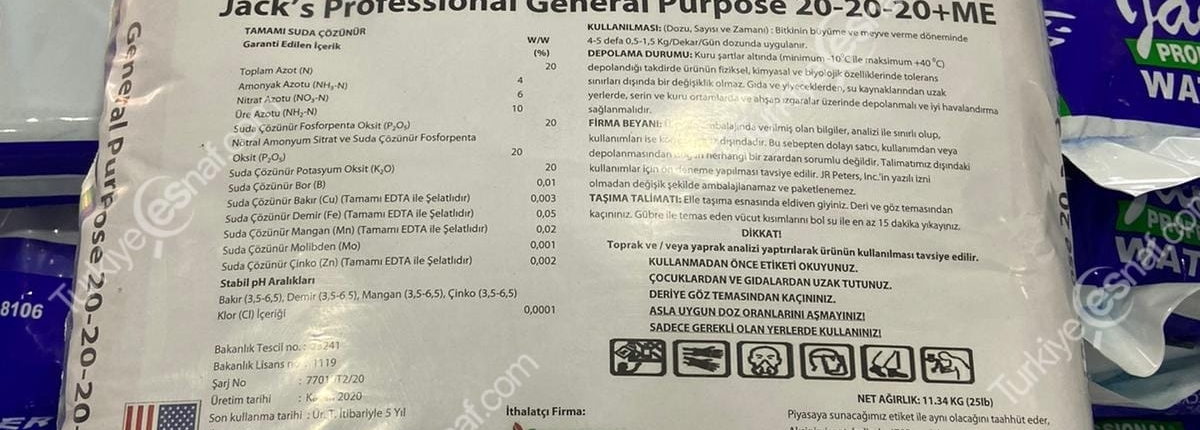 Jack's Professional General Purpose 20-20-20+ME
TAMAMI SUDA ÇÖZÜNÜR
Garanti Edilen İçerik
W/W
(%)
Toplam Azot (N) 20
Amonyak Azotu (NH₄-N) 4
Nitrat Azotu (NO₃-N) 6
Üre Azotu (NH₂-N) 10
Suda Çözünür Fosforpenta Oksit (P₂O₅) 20
Nötral Amonyum Sitrat ve Suda Çözünür Fosforpenta
Oksit (P₂O₅) 20
Suda Çözünür Potasyum Oksit (K₂O) 20
Suda Çözünür Bor (B) 0,01
Suda Çözünür Bakır (Cu) (Tamamı EDTA ile Şelatlıdır) 0,003
Suda Çözünür Demir (Fe) (Tamamı EDTA ile Şelatlıdır) 0,05
Suda Çözünür Mangan (Mn) (Tamamı EDTA ile Şelatlıdır) 0,02
Suda Çözünür Molibden (Mo) 0,001
Suda Çözünür Çinko (Zn) (Tamamı EDTA ile Şelatlıdır) 0,002
Stabil pH Aralıkları
Bakır (3,5-6,5), Demir (3,5-6.5), Mangan (3,5-6,5), Çinko (3,5-6,5)
Klor (Cl) İçeriği 0,0001
Bakanlık Tescil no.:
Bakanlık Lisans : 1119
Şarj No : 7701 T2/20
Üretim tarihi : 2020
Son kullanma tarihi : Ür. T. İtibariyle 5 Yıl
KULLANILMASI: (Dozu, Sayısı ve Zamanı) : Bitkinin büyüme ve meyve verme döneminde
4-5 defa 0,5-1,5 Kg/Dekar/Gün dozunda uygulanır.
DEPOLAMA DURUMU: Kuru şartlar altında (minimum -10°C ile maksimum +40 °C)
depolandığı takdirde ürünün fiziksel, kimyasal ve biyolojik özelliklerinde tolerans
sınırları dışında bir değişiklik olmaz. Gıda ve yiyeceklerden, su kaynaklarından uzak
yerlerde, serin ve kuru ortamlarda ve ahşap ızgaralar üzerinde depolanmalı ve iyi havalandırma
sağlanmalıdır.
FİRMA BEYANI: verilmiş olan bilgiler, analizi ile sınırlı olup,
kullanımları ise dışındadır. Bu sebepten dolayı satıcı, kullanımdan veya
depolanmasından herhangi bir zarardan sorumlu değildir. Talimatımız dışındaki
kullanımlar için ön deneme yapılması tavsiye edilir. JR Peters, Inc.'in yazılı izni
olmadan değişik şekilde ambalajlanamaz ve paketlenemez.
TAŞIMA TALİMATI: Elle taşıma esnasında eldiven giyiniz. Deri ve göz temasından
kaçınınız. Gübre ile temas eden vücut kısımlarını bol su ile en az 15 dakika yıkayınız.
DİKKAT!
Toprak ve / veya yaprak analizi yaptırılarak ürünün kullanılması tavsiye edilir.
KULLANMADAN ÖNCE ETİKETİ OKUYUNUZ.
ÇOCUKLARDAN VE GIDALARDAN UZAK TUTUNUZ.
DERİYE GÖZ TEMASINDAN KAÇININIZ.
ASLA UYGUN DOZ ORANLARINI AŞMAYINIZ!
SADECE GEREKLİ OLAN YERLERDE KULLANINIZ!
NET AĞIRLIK: 11.34 KG (25lb)
İthalatçı Firma:
Piyasaya sunacağımız etiket ile aynı olacağını taahhüt eder,
General Purpose 20-20-20
8106
PRO
WA
PRO
WAT
Türkiye esnaf.com